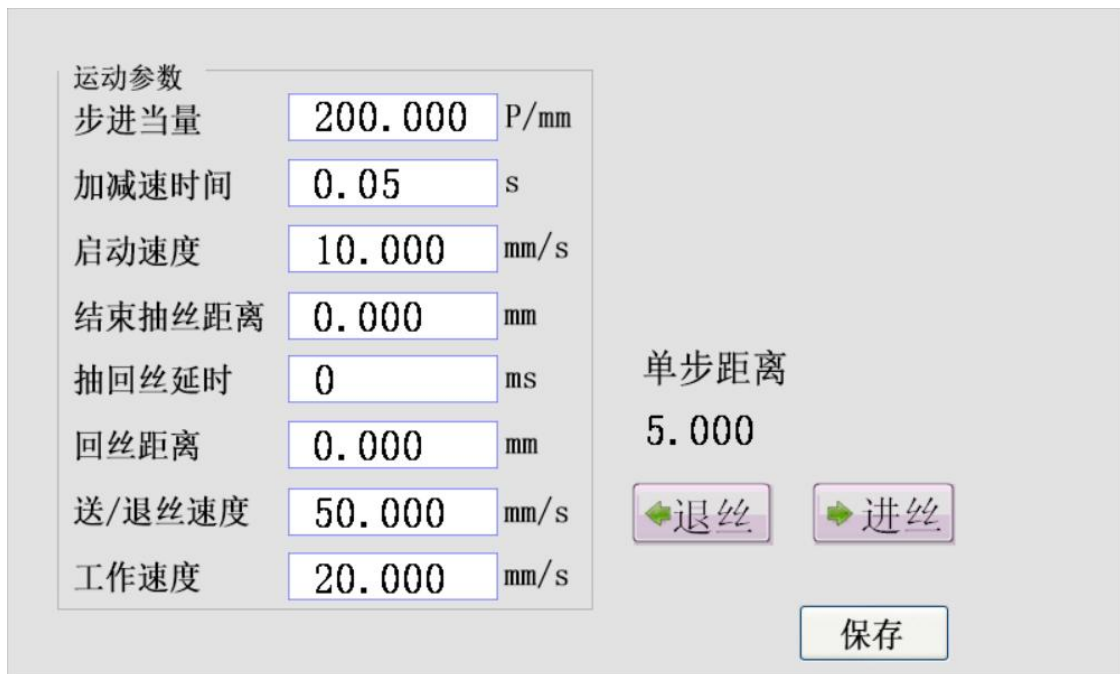 运动参数
步进当量 200.000 P/mm
加减速时间 0.05 s
启动速度 10.000 mm/s
结束抽丝距离 0.000 mm
抽回丝延时 0 ms
回丝距离 0.000 mm
送/退丝速度 50.000 mm/s
工作速度 20.000 mm/s
单步距离
5.000
退丝 进丝
保存